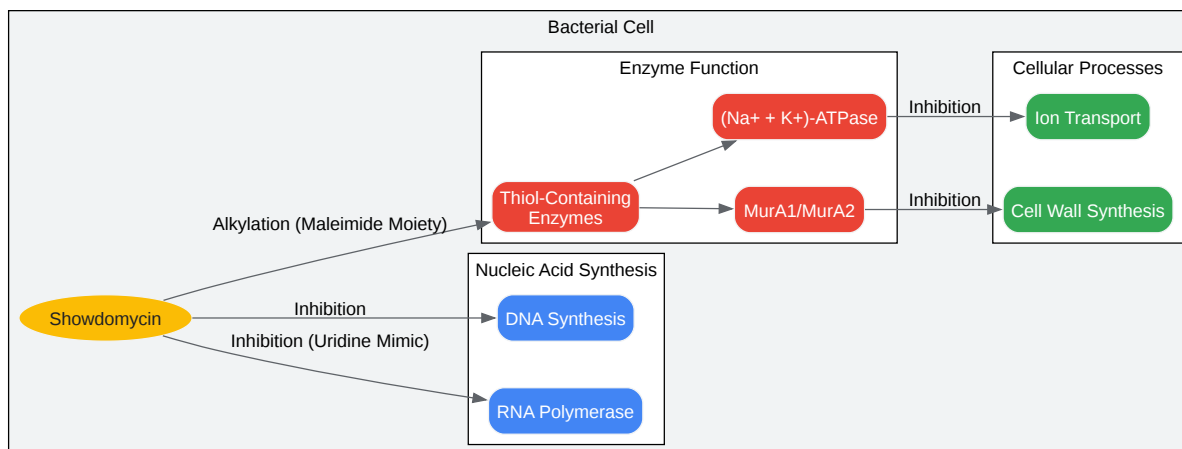 Bacterial Cell
Enzyme Function
Cellular Processes
(Na+ + K+)-ATPase
Inhibition
Ion Transport
Thiol-Containing
Enzymes
MurA1/MurA2
Inhibition
Cell Wall Synthesis
Alkylation (Maleimide Moiety)
Nucleic Acid Synthesis
Showdomycin
Inhibition
DNA Synthesis
Inhibition (Uridine Mimic)
RNA Polymerase